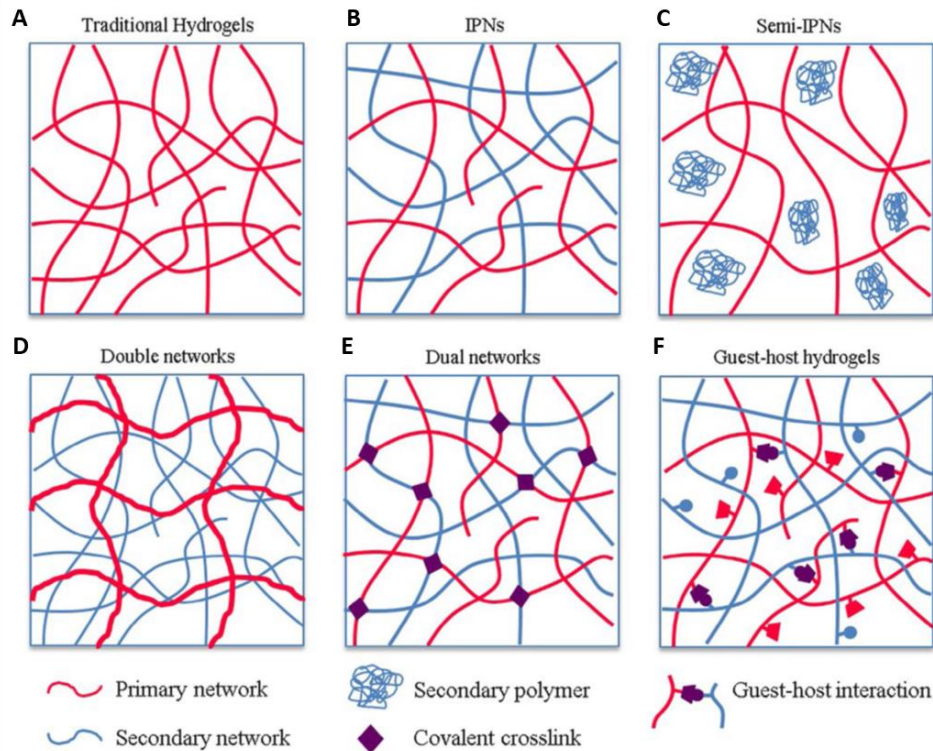 A Traditional Hydrogels
B IPNs
C Semi-IPNs
D Double networks
E Dual networks
F Guest-host hydrogels
Primary network
Secondary polymer
Guest-host interaction
Secondary network
Covalent crosslink